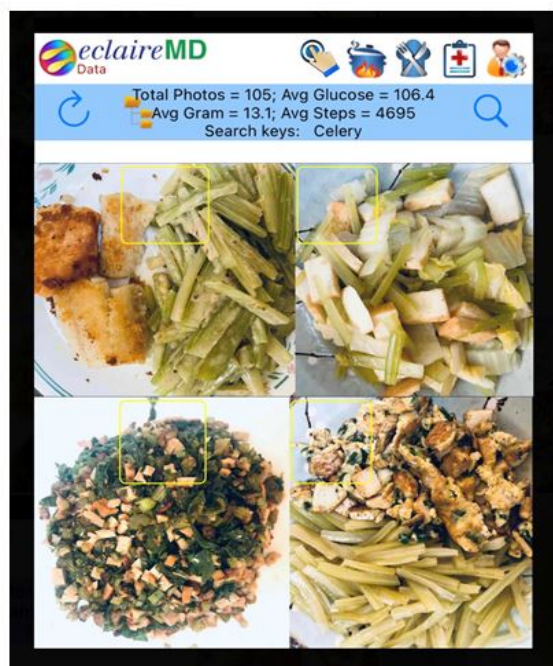 eclaireMD
Data
Total Photos = 105; Avg Glucose = 106.4
Avg Gram = 13.1; Avg Steps = 4695
Search keys: Celery